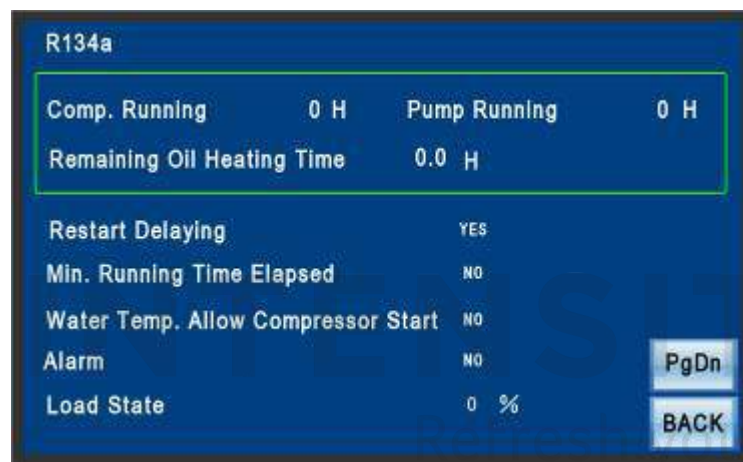 R134a
Comp. Running 0 H Pump Running 0 H
Remaining Oil Heating Time 0.0 H
Restart Delaying YES
Min. Running Time Elapsed NO
Water Temp. Allow Compressor Start NO
Alarm NO
PgDn
Load State 0 %
BACK